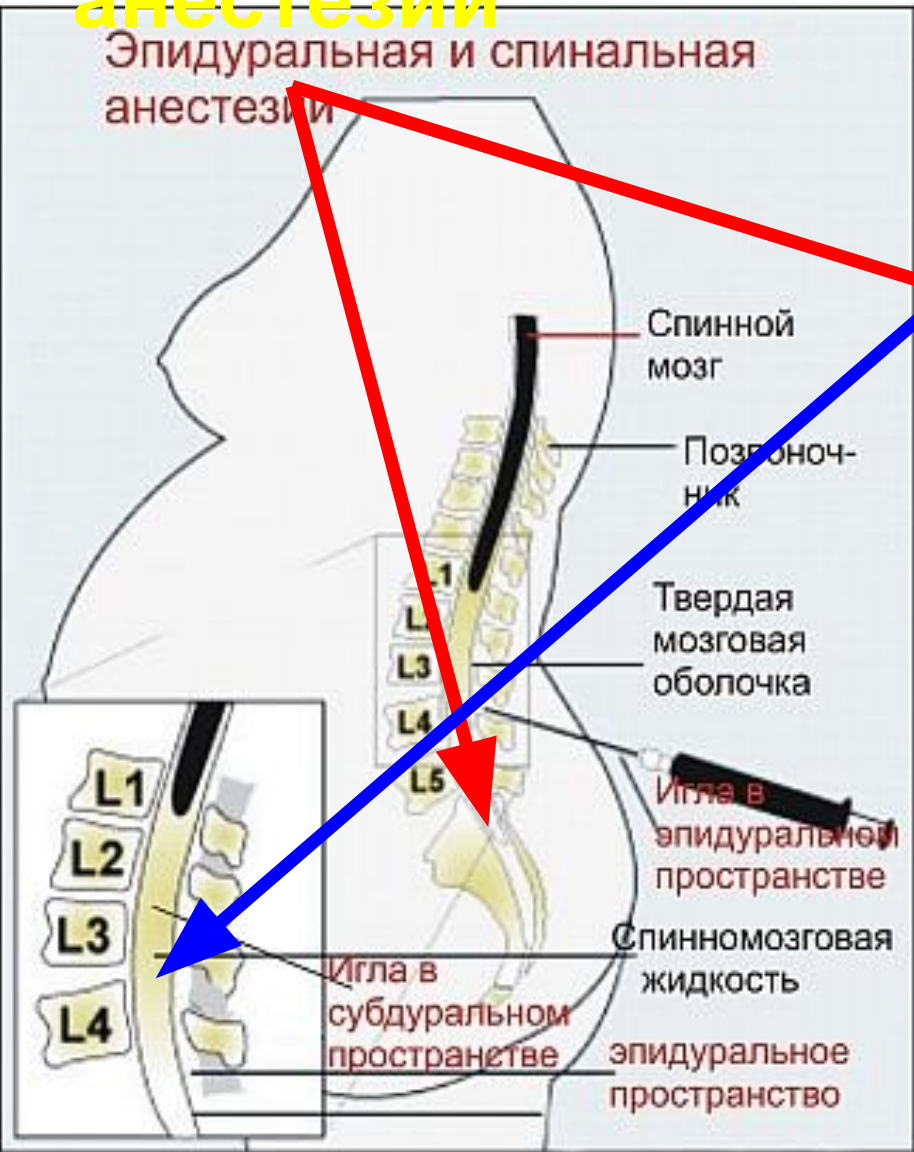 анестезии
Эпидуральная и спинальная
анестезии
Спинной
мозг
Позвоноч-
ник
Твердая
мозговая
оболочка
L1
L2
L3
L4
L5
Игла в
эпидуральном
пространстве
L1
L2
L3
L4
Спинномозговая
жидкость
Игла в
субдуральном
пространстве
эпидуральное
пространство